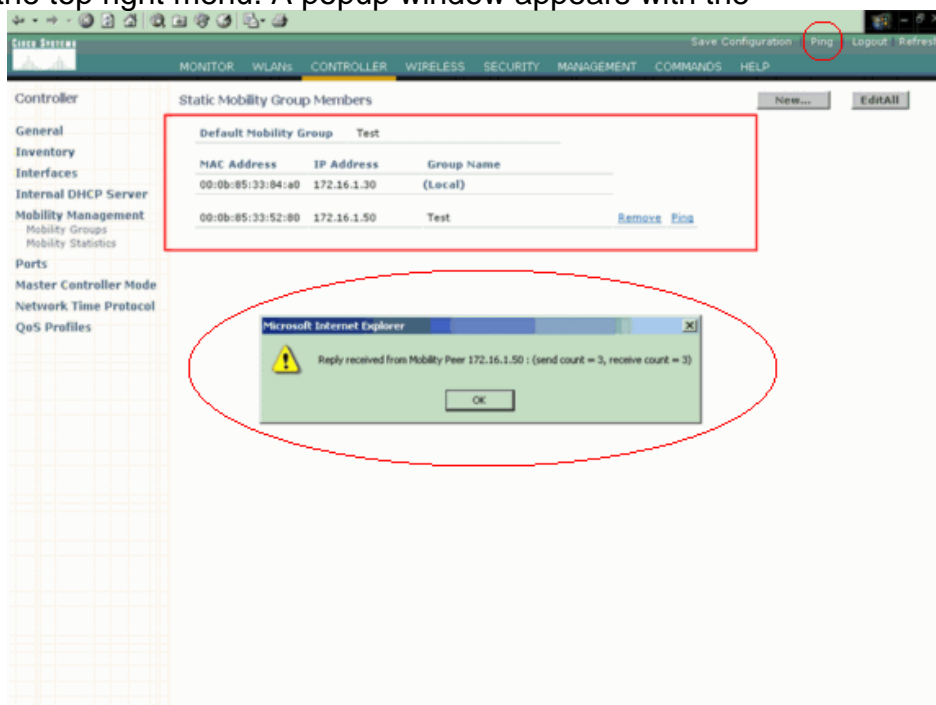 the top right menu. A popup window appears with the
Save Configuration Ping Logout Refresh
CISCO SYSTEMS
MONITOR WLANs CONTROLLER WIRELESS SECURITY MANAGEMENT COMMANDS HELP
Controller
Static Mobility Group Members
New...
EditAll
General
Inventory
Interfaces
Internal DHCP Server
Mobility Management
Mobility Groups
Mobility Statistics
Ports
Master Controller Mode
Network Time Protocol
QoS Profiles
Default Mobility Group Test
MAC Address IP Address Group Name
00:0b:85:33:84:a0 172.16.1.30 (Local)
00:0b:85:33:52:80 172.16.1.50 Test Remove Ping
Microsoft Internet Explorer
Reply received from Mobility Peer 172.16.1.50 : (send count = 3, receive count = 3)
OK